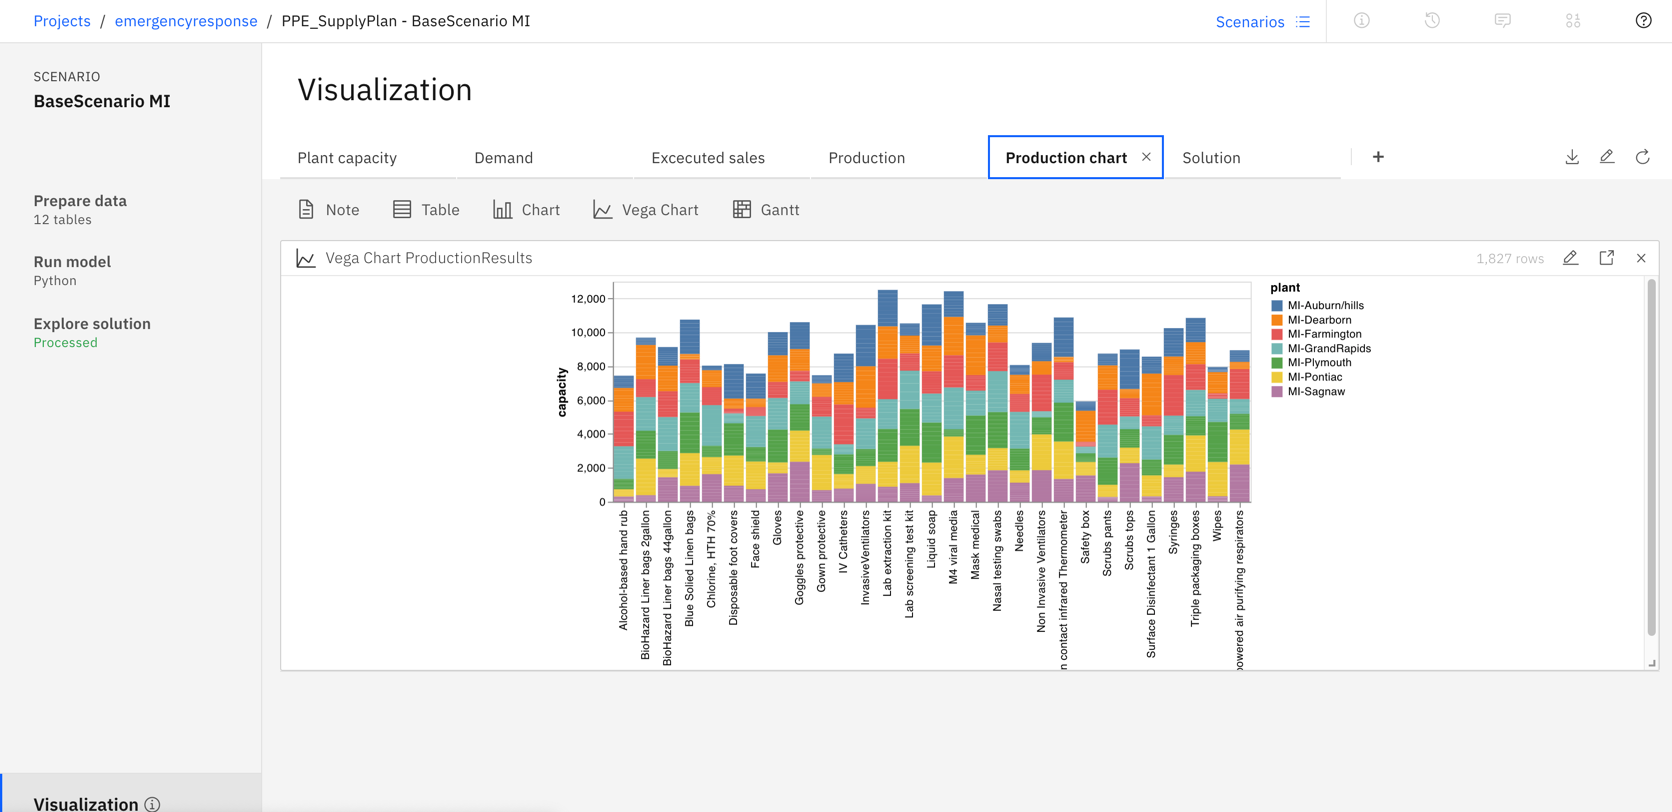 Projects / emergencyresponse / PPE_SupplyPlan - BaseScenario MI
Scenarios
SCENARIO
BaseScenario MI
Prepare data
12 tables
Run model
Python
Explore solution
Processed
Visualization
Visualization
Plant capacity
Demand
Excecuted sales
Production
Production chart
Solution
Note
Table
Chart
Vega Chart
Gantt
Vega Chart ProductionResults
1,827 rows
capacity
12,000
10,000
8,000
6,000
4,000
2,000
0
Alcohol-based hand rub
BioHazard Liner bags 2gallon
BioHazard Liner bags 44gallon
Blue Solied Linen bags
Chlorine, HTH 70%
Disposable foot covers
Face shield
Gloves
Goggles protective
Gown protective
IV Catheters
InvasiveVentilators
Lab extraction kit
Lab screening test kit
Liquid soap
M4 viral media
Mask medical
Nasal testing swabs
Needles
Non Invasive Ventilators
n contact infrared Thermometer
Safety box
Scrubs pants
Scrubs tops
Surface Disinfectant 1 Gallon
Syringes
Triple packaging boxes
Wipes
powered air purifying respirators
plant
MI-Auburn/hills
MI-Dearborn
MI-Farmington
MI-GrandRapids
MI-Plymouth
MI-Pontiac
MI-Sagnaw